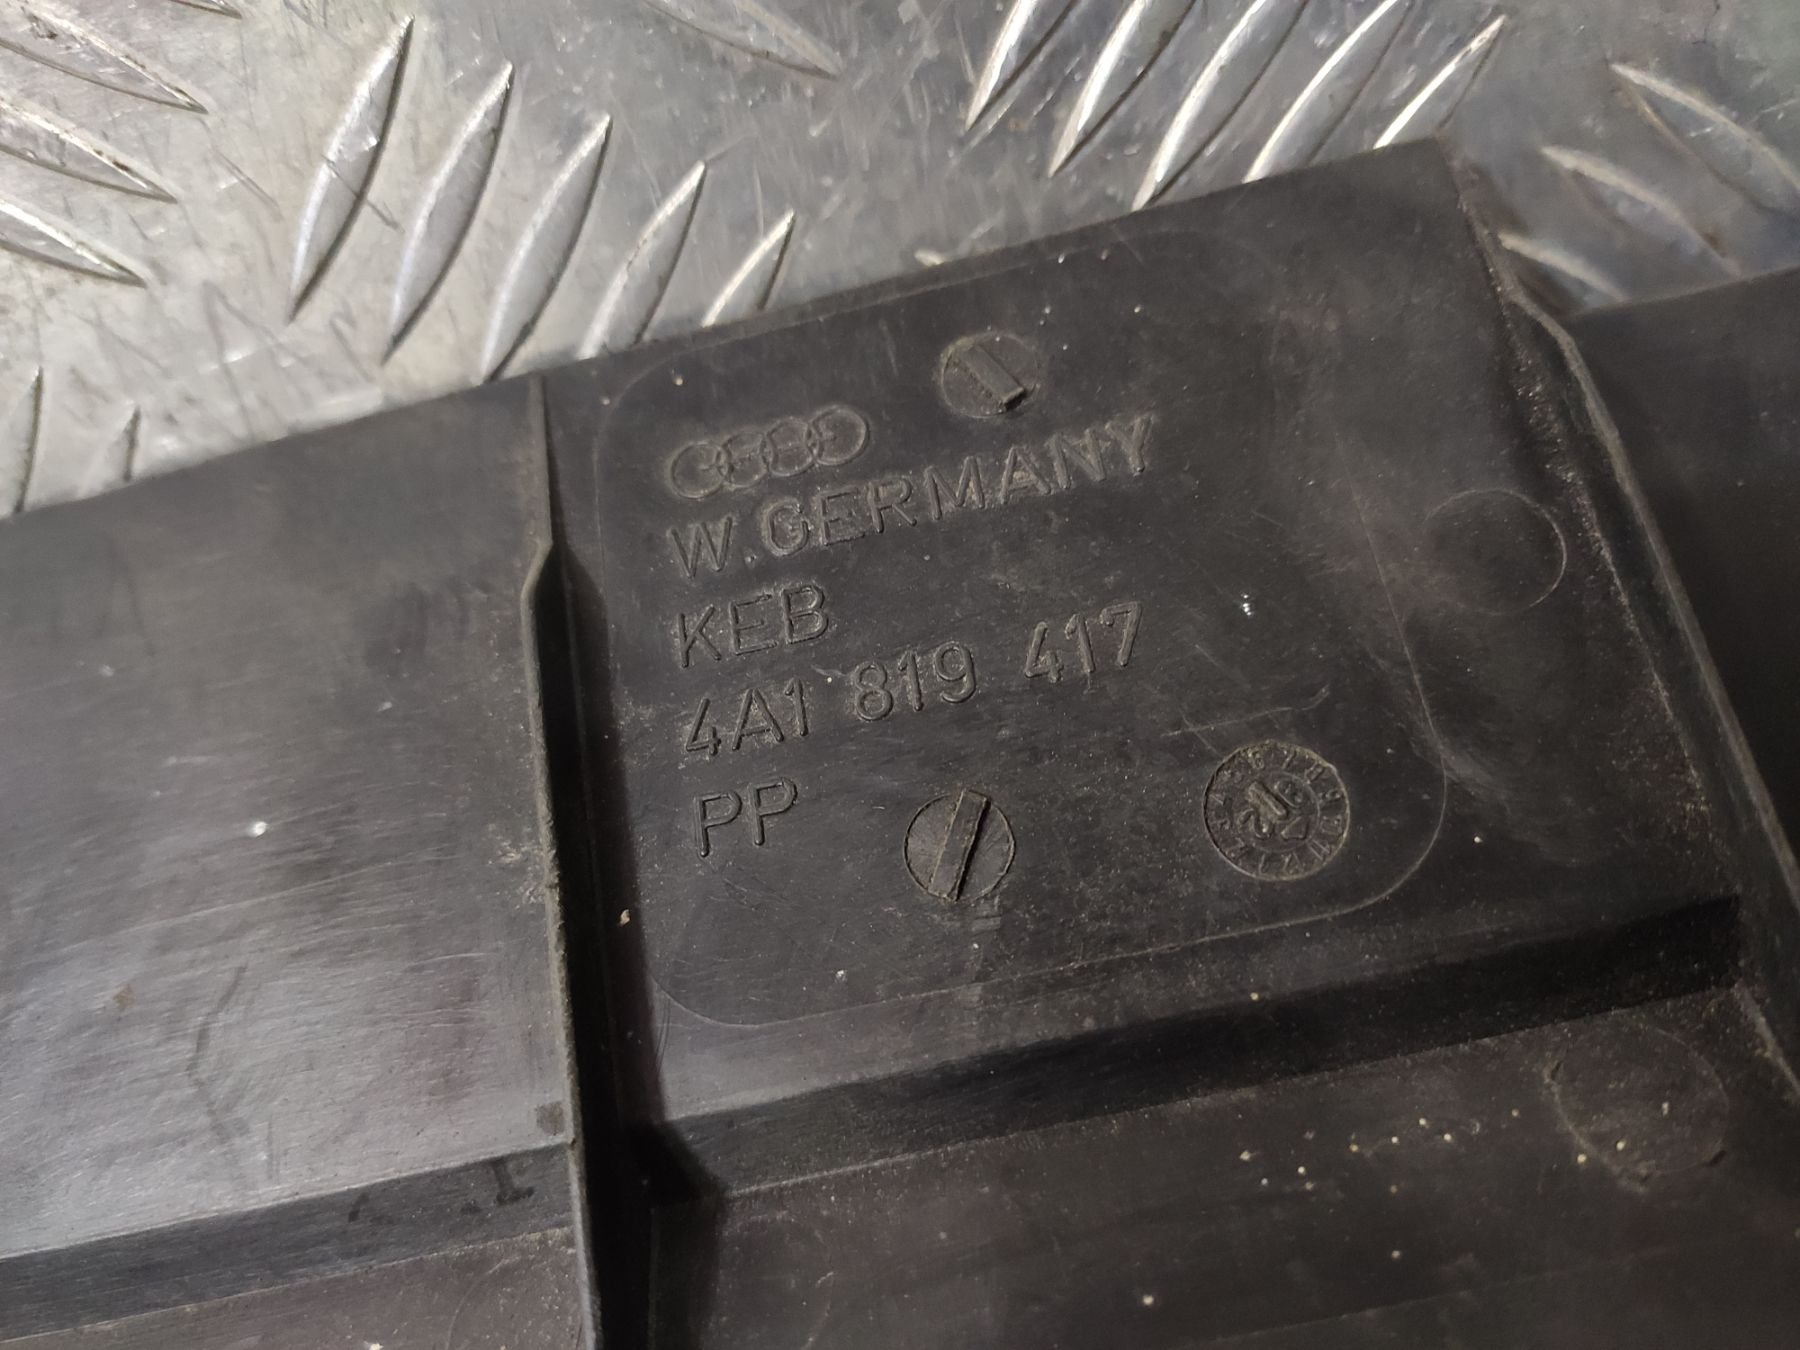 W.GERMANY
KEB
4A1 819 417
PP